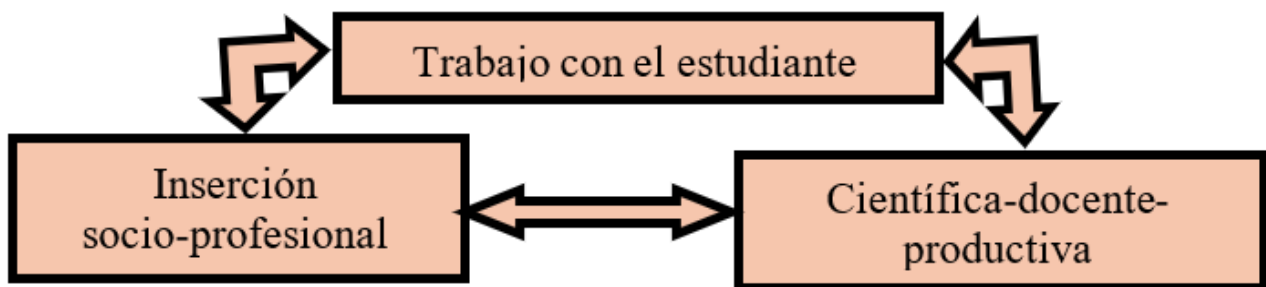 Trabajo con el estudiante
Inserción
socio-profesional
Científica-docente-
productiva